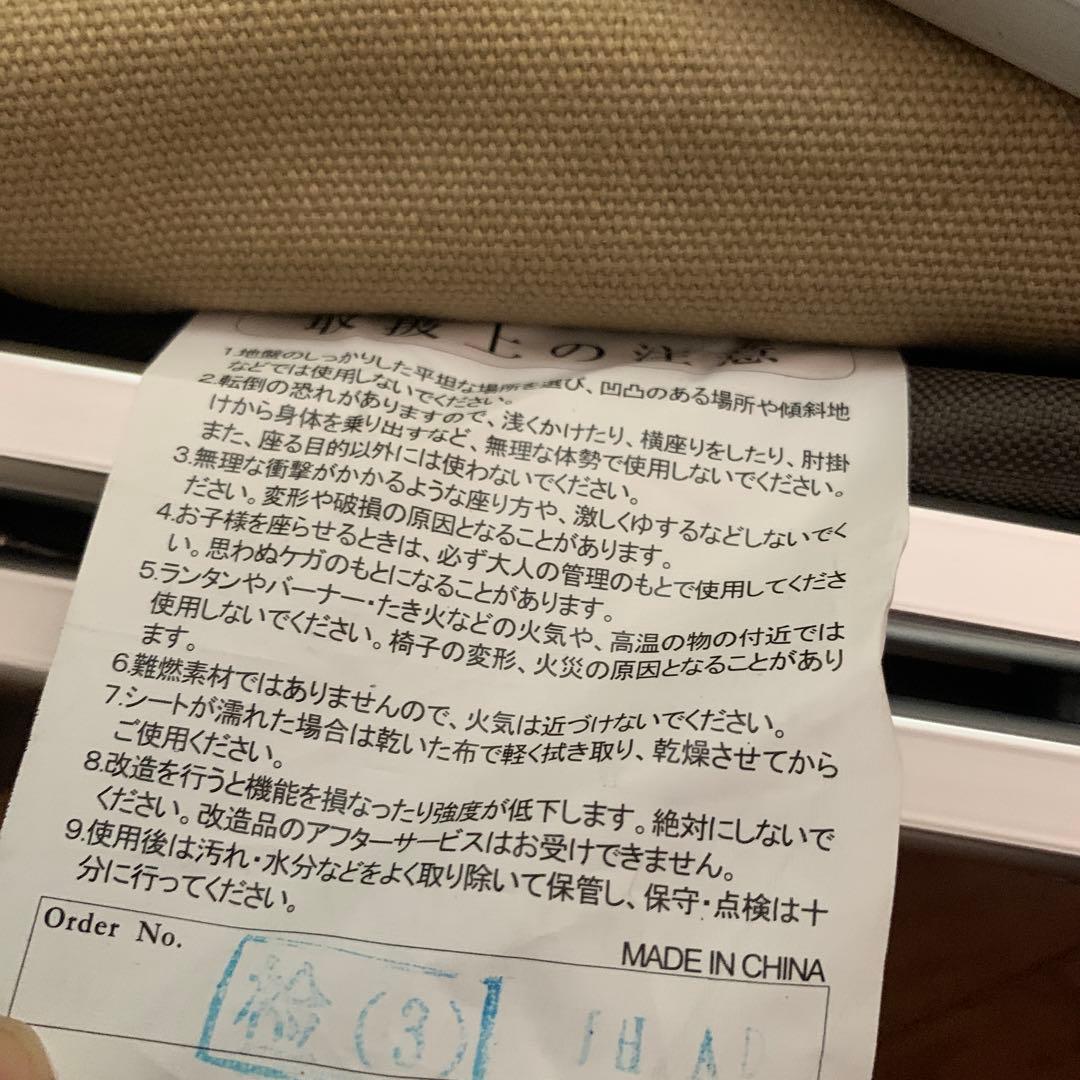 取扱上の注意
1.地盤のしっかりした平坦な場所を選び、凹凸のある場所や傾斜地
などでは使用しないでください。
2.転倒の恐れがありますので、浅くかけたり、横座りをしたり、肘掛
けから身体を乗り出すなど、無理な体勢で使用しないでください。
また、座る目的以外には使わないでください。
3.無理な衝撃がかかるような座り方や、激しくゆするなどしないでく
ださい。変形や破損の原因となることがあります。
4.お子様を座らせるときは、必ず大人の管理のもとで使用してくださ
い。思わぬケガのもとになることがあります。
5.ランタンやバーナー・たき火などの火気や、高温の物の付近では
使用しないでください。椅子の変形、火災の原因となることがあり
ます。
6.難燃素材ではありませんので、火気は近づけないでください。
7.シートが濡れた場合は乾いた布で軽く拭き取り、乾燥させてから
ご使用ください。
8.改造を行うと機能を損なったり強度が低下します。絶対にしないで
ください。改造品のアフターサービスはお受けできません。
9.使用後は汚れ・水分などをよく取り除いて保管し、保守・点検は十
分に行ってください。
MADE IN CHINA
Order No.
检(3)